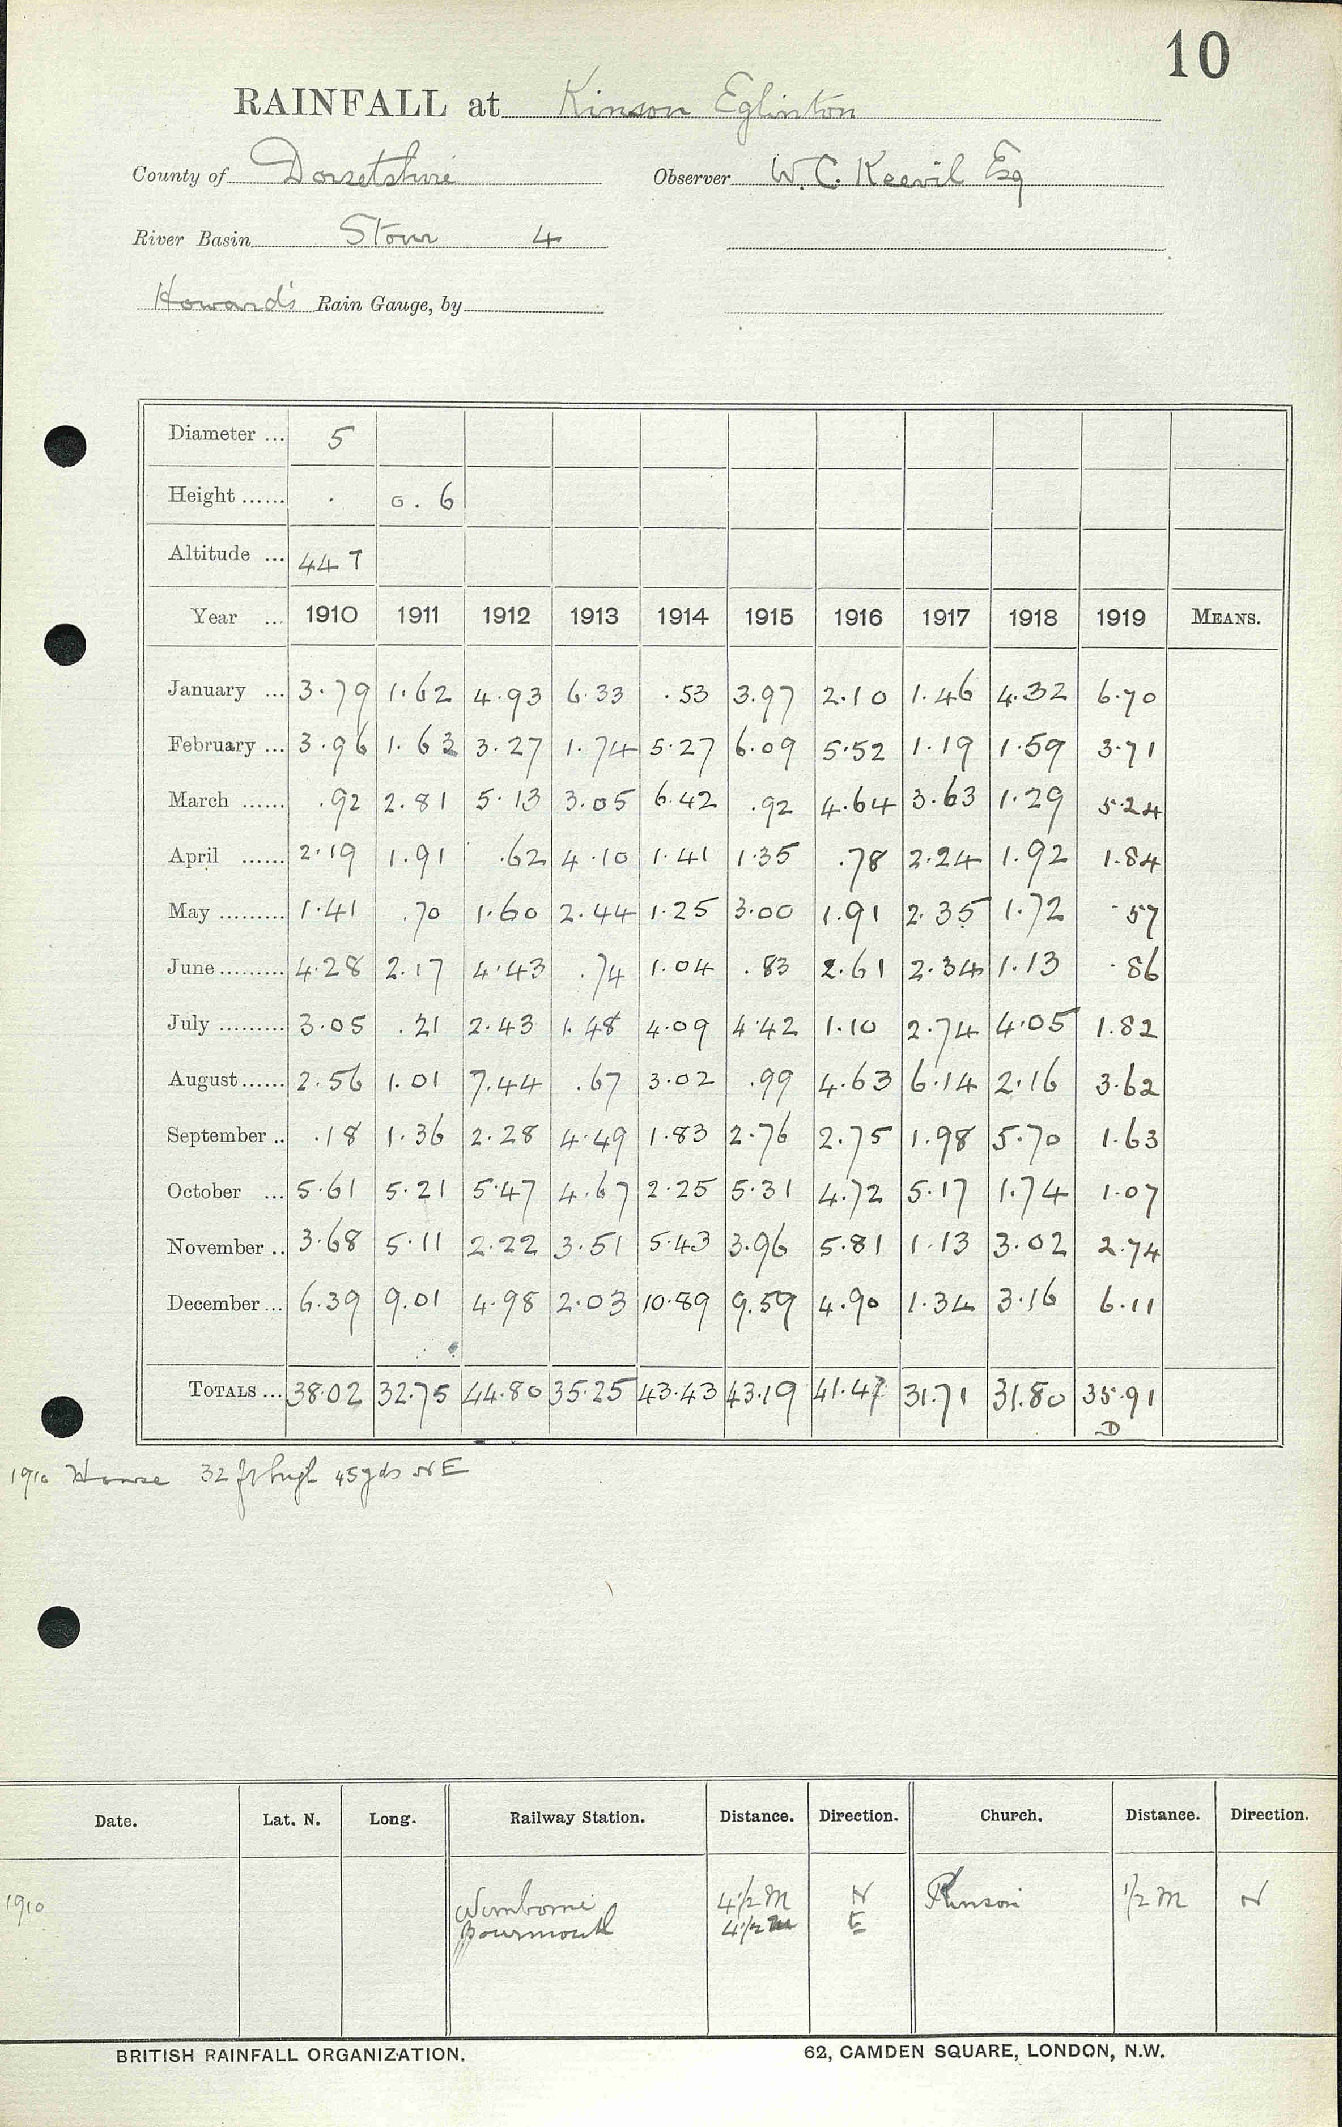 10
RAINFALL at Kinson Eglinton
County of Dorsetshire Observer W. C. Keevil Esq
River Basin Stour 4
Howard's Rain Gauge, by
Diameter ... 5
Height ...... . 0. 6
Altitude ... 44 T
Year ... 1910 1911 1912 1913 1914 1915 1916 1917 1918 1919 MEANS.
January ... 3.79 1.62 4.93 6.33 .53 3.97 2.10 1.46 4.32 6.70
February ... 3.96 1.63 3.27 1.74 5.27 6.09 5.52 1.19 1.59 3.71
March ...... .92 2.81 5.13 3.05 6.42 .92 4.64 3.63 1.29 5.24
April ...... 2.19 1.91 .62 4.10 1.41 1.35 .78 2.24 1.92 1.84
May ......... 1.41 .70 1.60 2.44 1.25 3.00 1.91 2.35 1.72 .57
June ......... 4.28 2.17 4.43 .74 1.04 .83 2.61 2.34 1.13 .86
July ......... 3.05 .21 2.43 1.48 4.09 4.42 1.10 2.74 4.05 1.82
August ...... 2.56 1.01 7.44 .67 3.02 .99 4.63 6.14 2.16 3.62
September .. .18 1.36 2.28 4.49 1.83 2.76 2.75 1.98 5.70 1.63
October ... 5.61 5.21 5.47 4.67 2.25 5.31 4.72 5.17 1.74 1.07
November .. 3.68 5.11 2.22 3.51 5.43 3.96 5.81 1.13 3.02 2.74
December ... 6.39 9.01 4.98 2.03 10.89 9.59 4.90 1.34 3.16 6.11
TOTALS ... 38.02 32.75 44.80 35.25 43.43 43.19 41.47 31.71 31.80 35.91
D
1910 House 32 ft high 45 yds NE
Date. Lat. N. Long. Railway Station. Distance. Direction. Church. Distance. Direction.
1910 Wimborne 4½ M N Kinson ½ M N
Bournmouth 4½ M E
BRITISH RAINFALL ORGANIZATION. 62, CAMDEN SQUARE, LONDON, N.W.